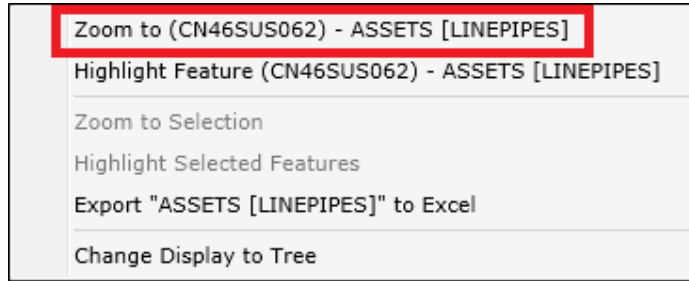 Zoom to (CN46SUS062) - ASSETS [LINEPIPES]
Highlight Feature (CN46SUS062) - ASSETS [LINEPIPES]
Zoom to Selection
Highlight Selected Features
Export "ASSETS [LINEPIPES]" to Excel
Change Display to Tree